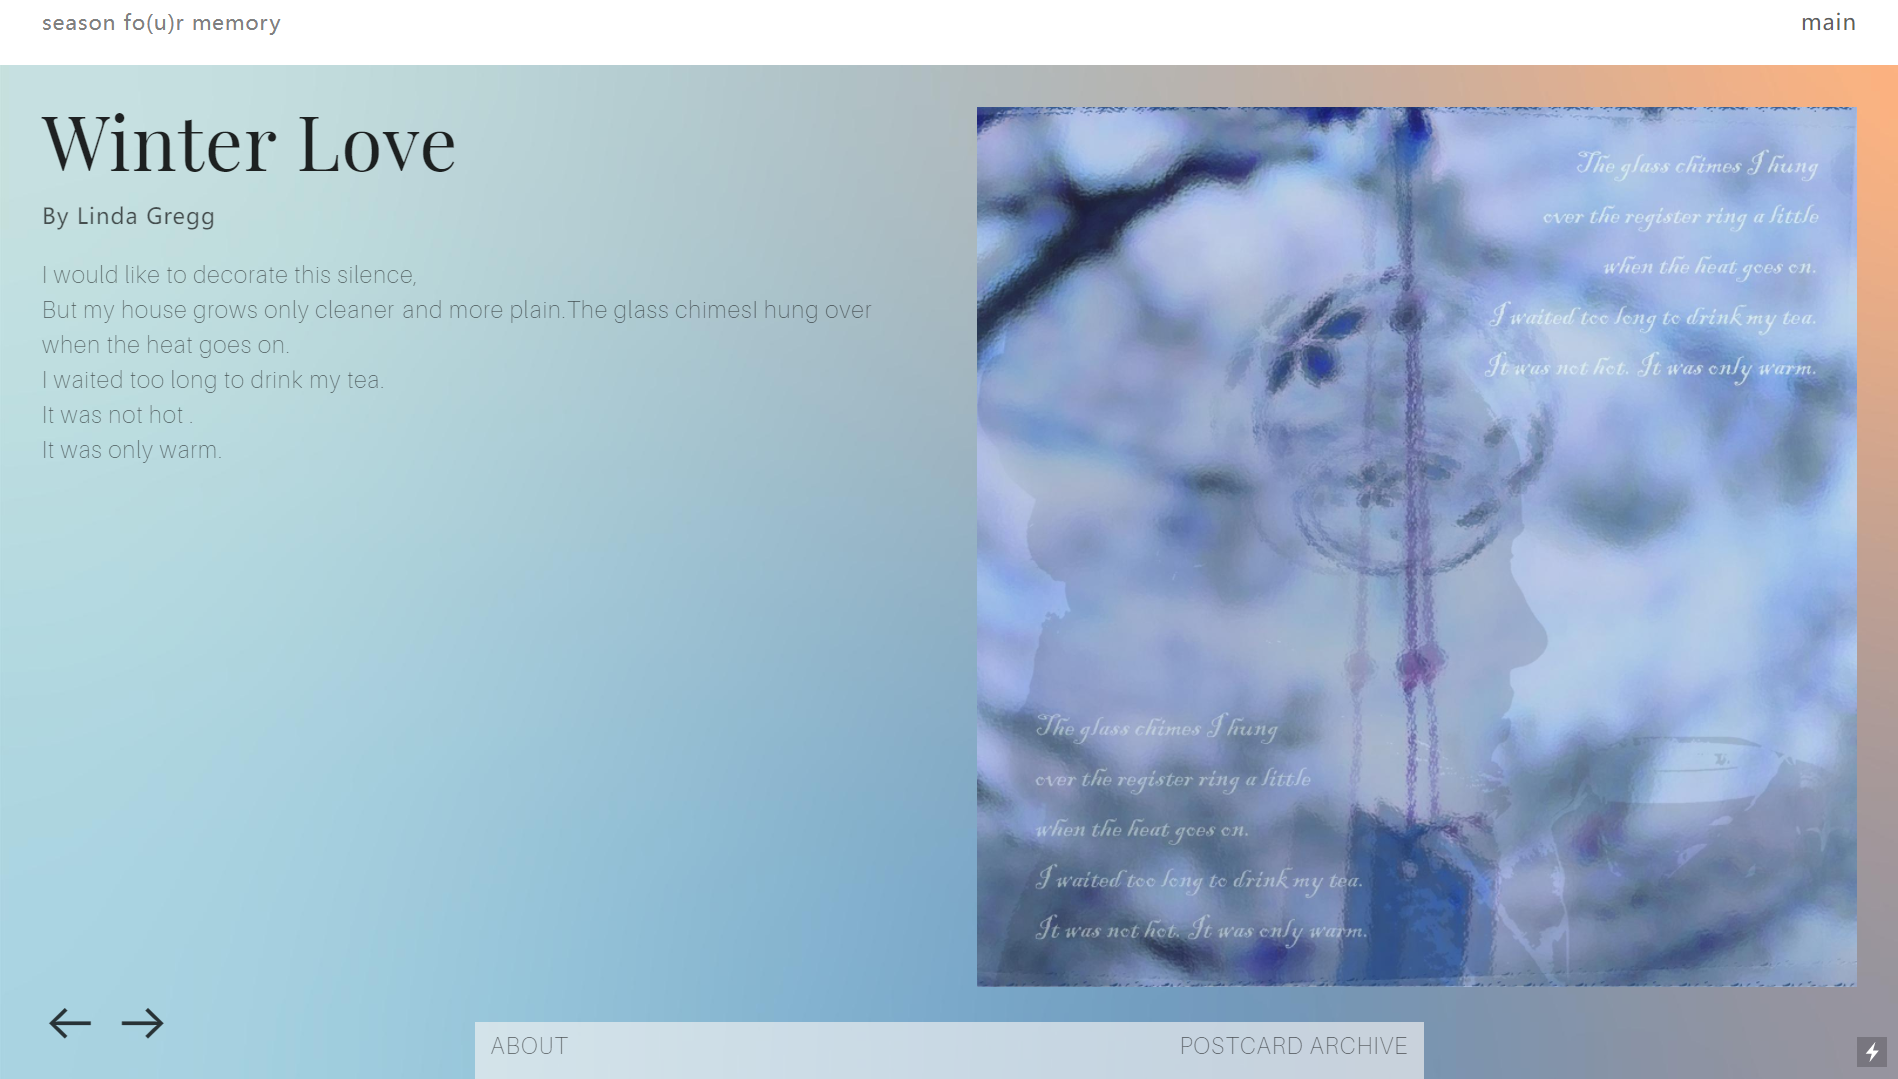 season fo(u)r memory
main
Winter Love
By Linda Gregg
I would like to decorate this silence,
But my house grows only cleaner and more plain.The glass chimesI hung over
when the heat goes on.
I waited too long to drink my tea.
It was not hot .
It was only warm.
The glass chimes I hung
over the register ring a little
when the heat goes on.
I waited too long to drink my tea.
It was not hot. It was only warm.
The glass chimes I hung
over the register ring a little
when the heat goes on.
I waited too long to drink my tea.
It was not hot. It was only warm.
ABOUT
POSTCARD ARCHIVE